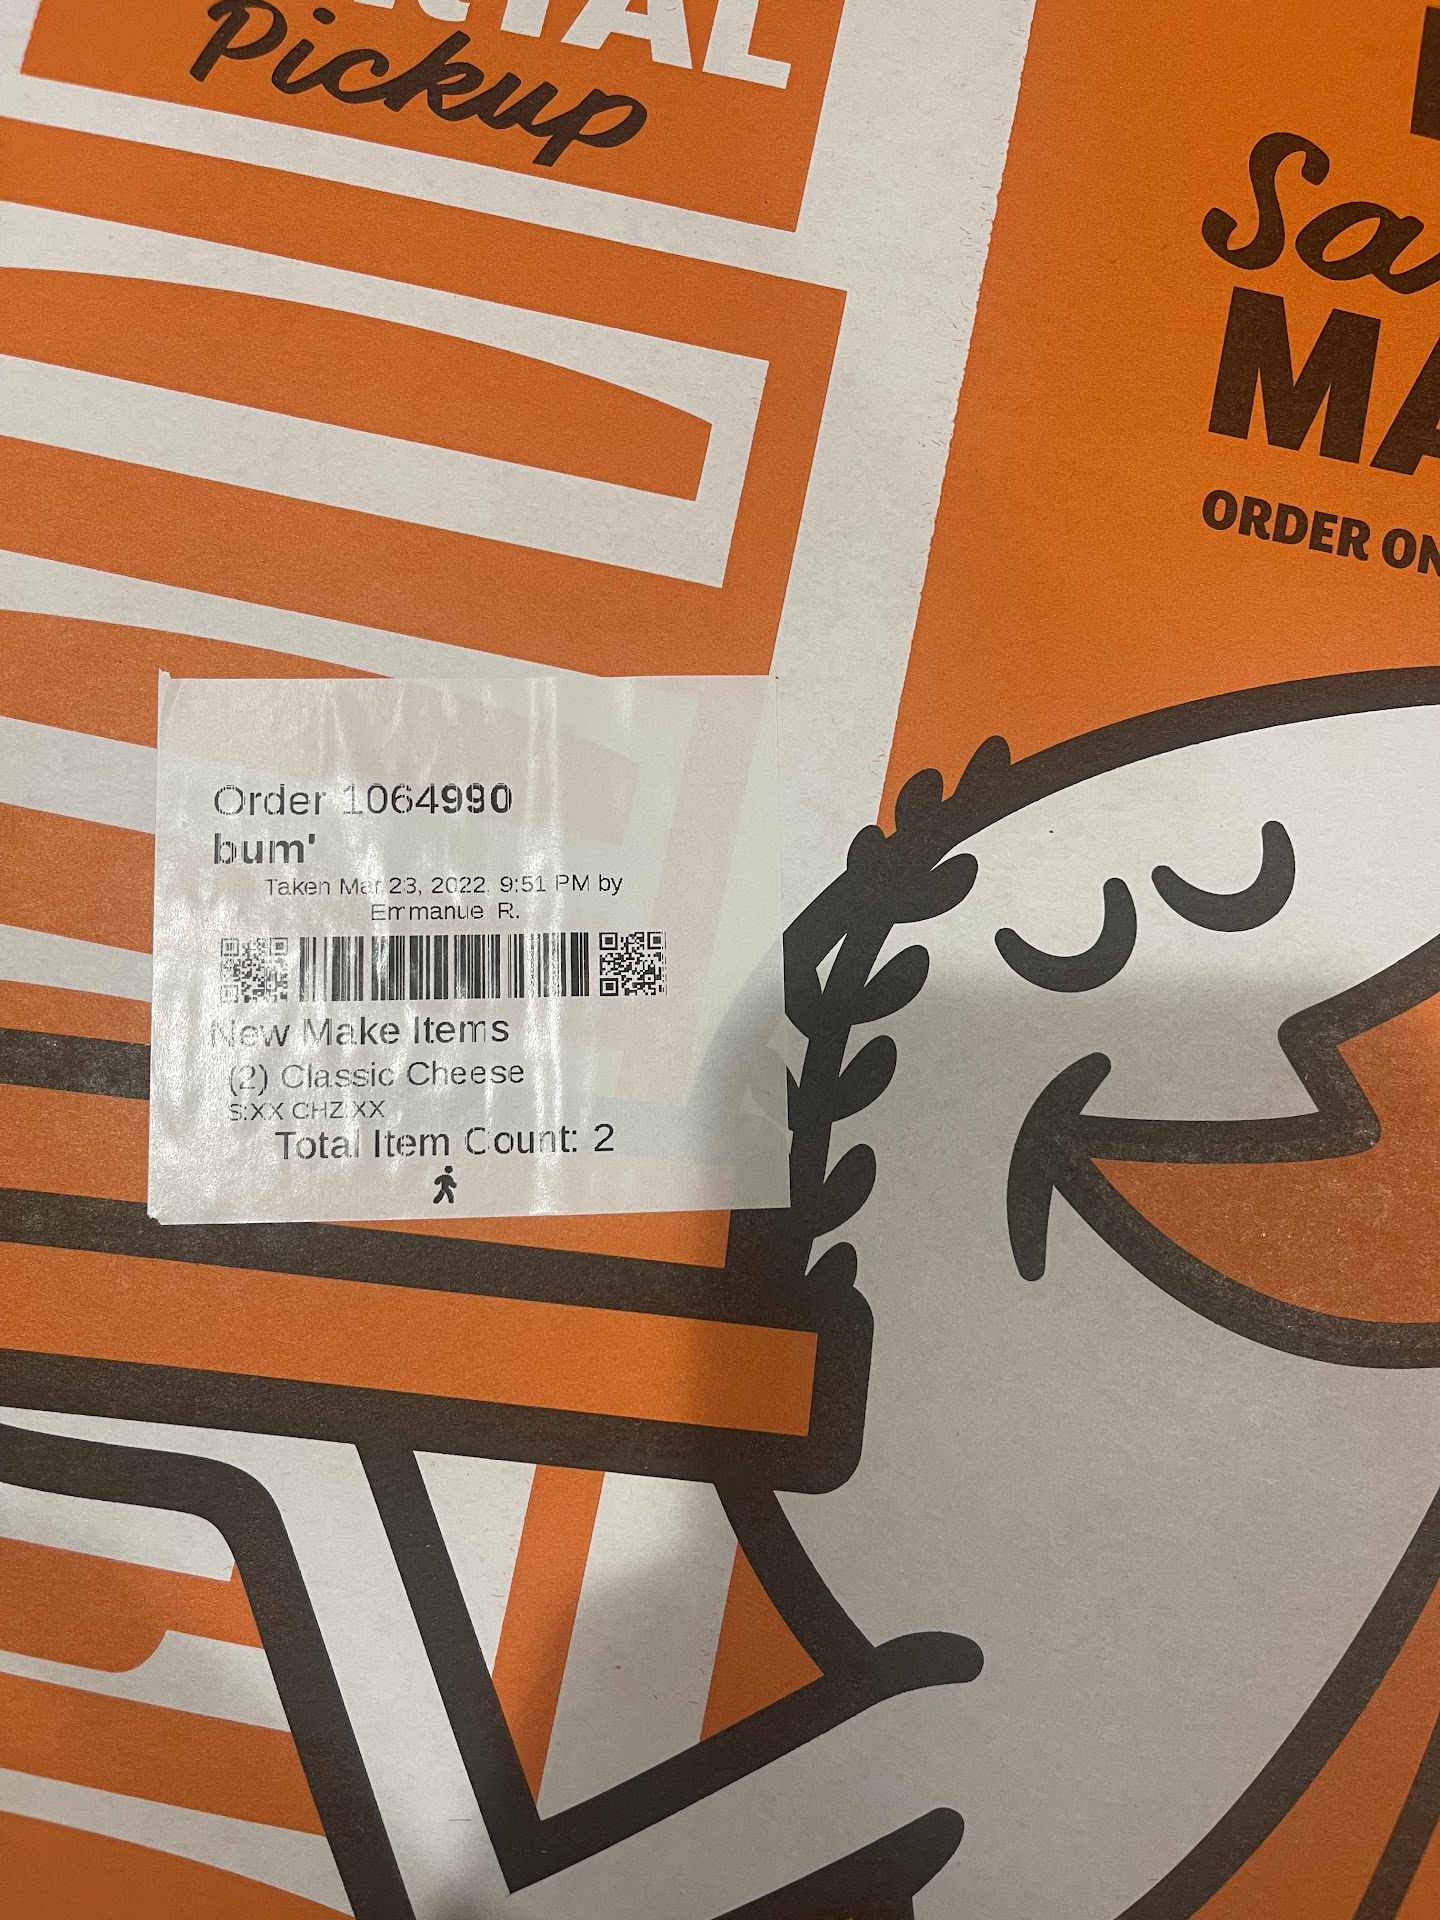 Pickup
Sa
MA
ORDER ON
Order 1064990
bum'
Taken Mar 23, 2022, 9:51 PM by
Emmanue R.
New Make Items
(2) Classic Cheese
S:XX CHZ XX
Total Item Count: 2